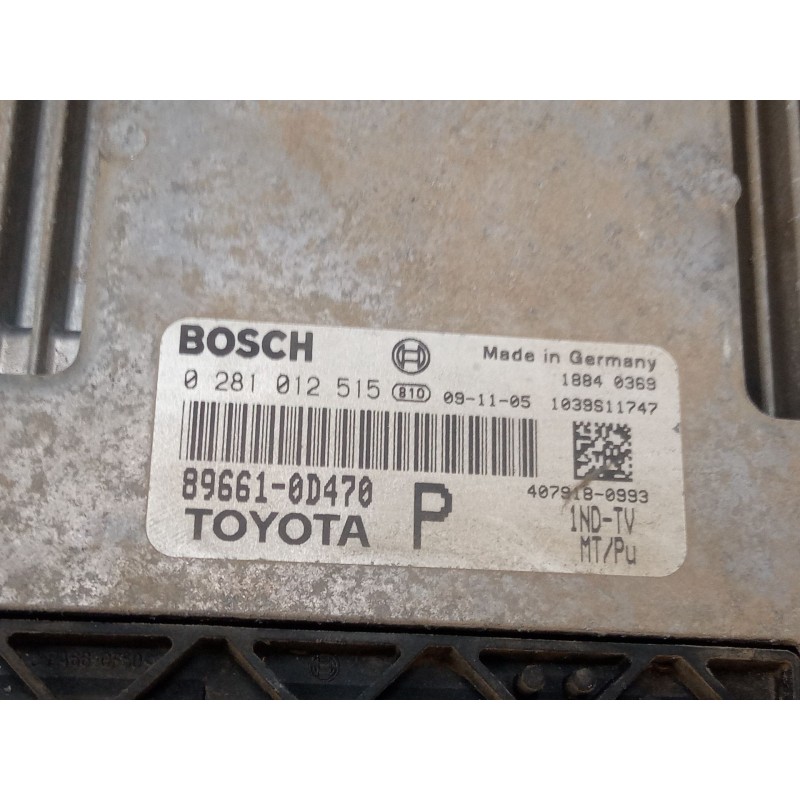 BOSCH Made in Germany
1884 0369
0 281 012 515 810 09-11-05 1039S11747
89661-0D470 P 407918-0993
TOYOTA 1ND-TV
MT/Pu